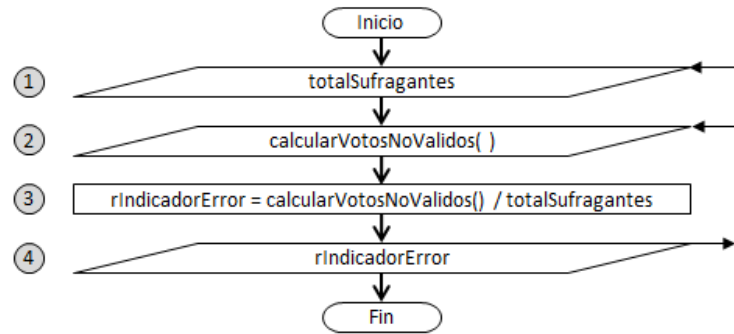 Inicio
1 totalSufragantes
2 calcularVotosNoValidos( )
3 rIndicadorError = calcularVotosNoValidos() / totalSufragantes
4 rIndicadorError
Fin